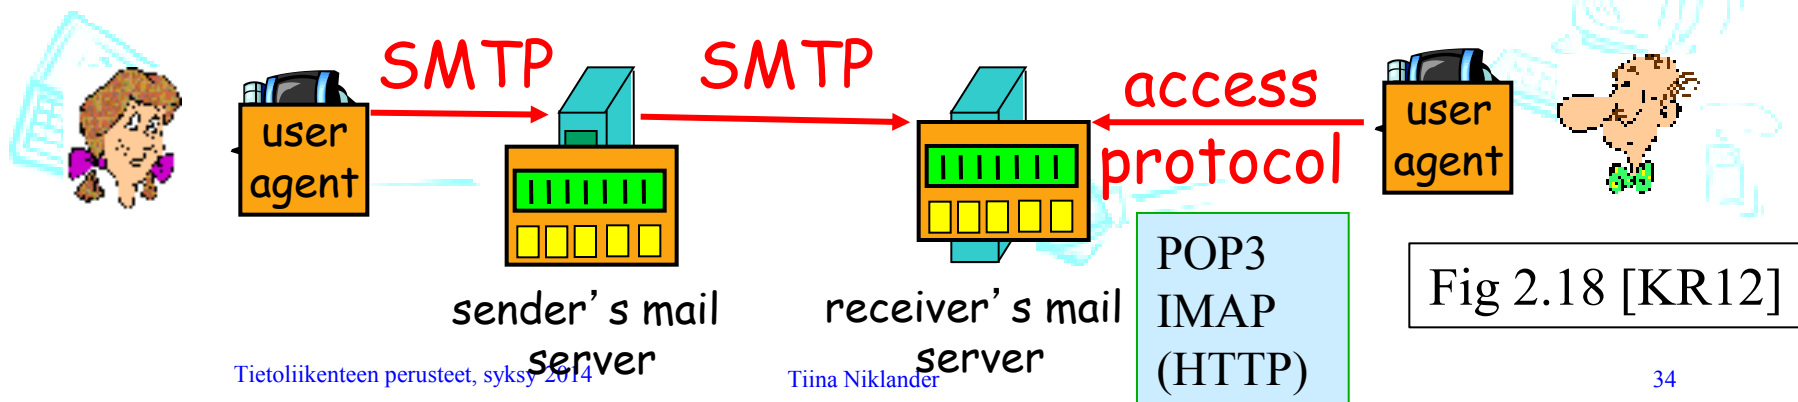 SMTP
SMTP
access
protocol
user
agent
user
agent
sender's mail
server
receiver's mail
server
POP3
IMAP
(HTTP)
Fig 2.18 [KR12]
Tietoliikenteen perusteet, syksy 2014
Tiina Niklander
34